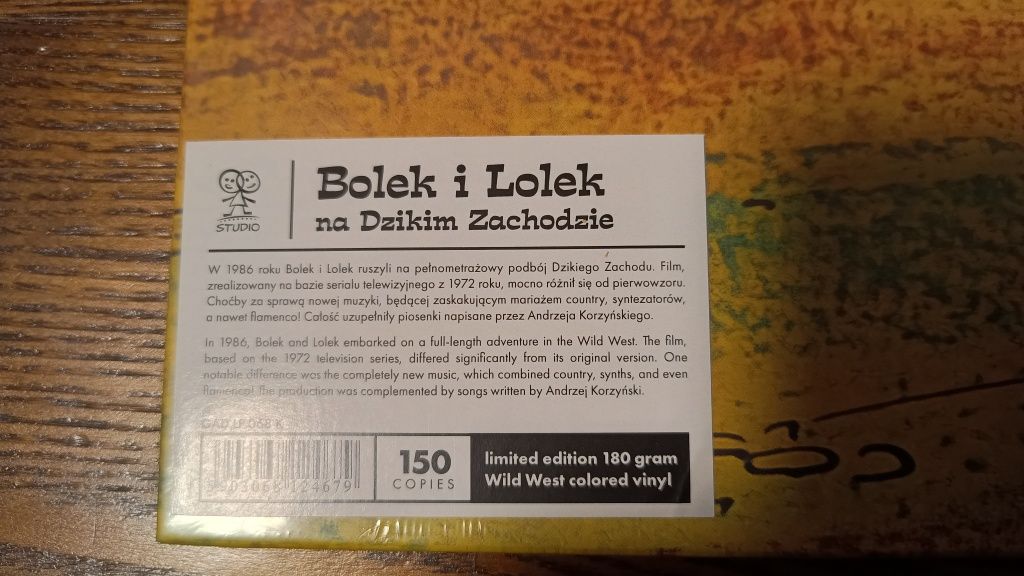 STUDIO
Bolek i Lolek
na Dzikim Zachodzie
W 1986 roku Bolek i Lolek ruszyli na pełnometrażowy podbój Dzikiego Zachodu. Film,
zrealizowany na bazie serialu telewizyjnego z 1972 roku, mocno różnił się od pierwowzoru.
Choćby za sprawą nowej muzyki, będącej zaskakującym mariażem country, syntezatorów,
a nawet flamenco! Całość uzupełniły piosenki napisane przez Andrzeja Korzyńskiego.
In 1986, Bolek and Lolek embarked on a full-length adventure in the Wild West. The film,
based on the 1972 television series, differed significantly from its original version. One
notable difference was the completely new music, which combined country, synths, and even
flamenco! The production was complemented by songs written by Andrzej Korzyński.
GAD LP 068 K
150
COPIES
limited edition 180 gram
Wild West colored vinyl